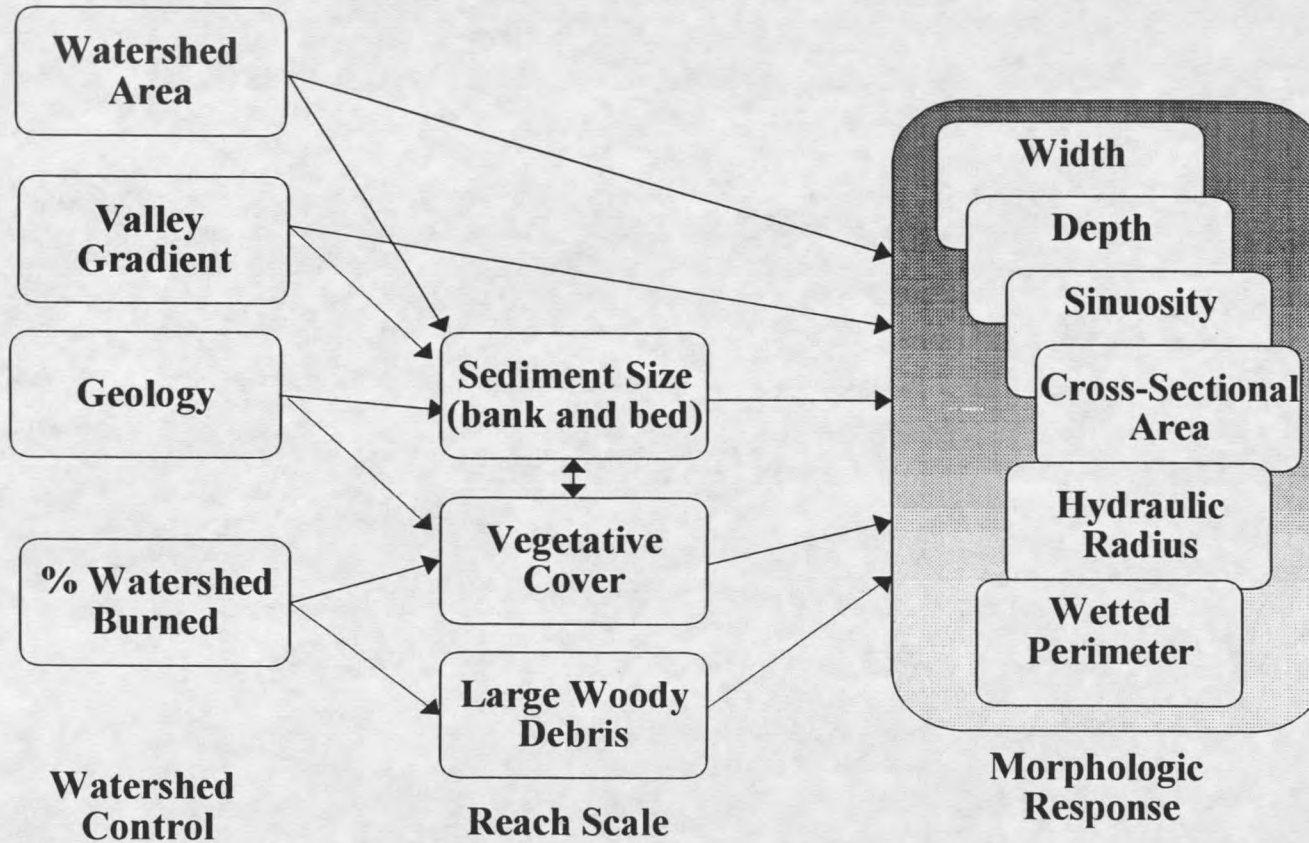 Watershed
Area
Valley
Gradient
Geology
% Watershed
Burned
Watershed
Control
Sediment Size
(bank and bed)
Vegetative
Cover
Large Woody
Debris
Reach Scale
Width
Depth
Sinuosity
Cross-Sectional
Area
Hydraulic
Radius
Wetted
Perimeter
Morphologic
Response